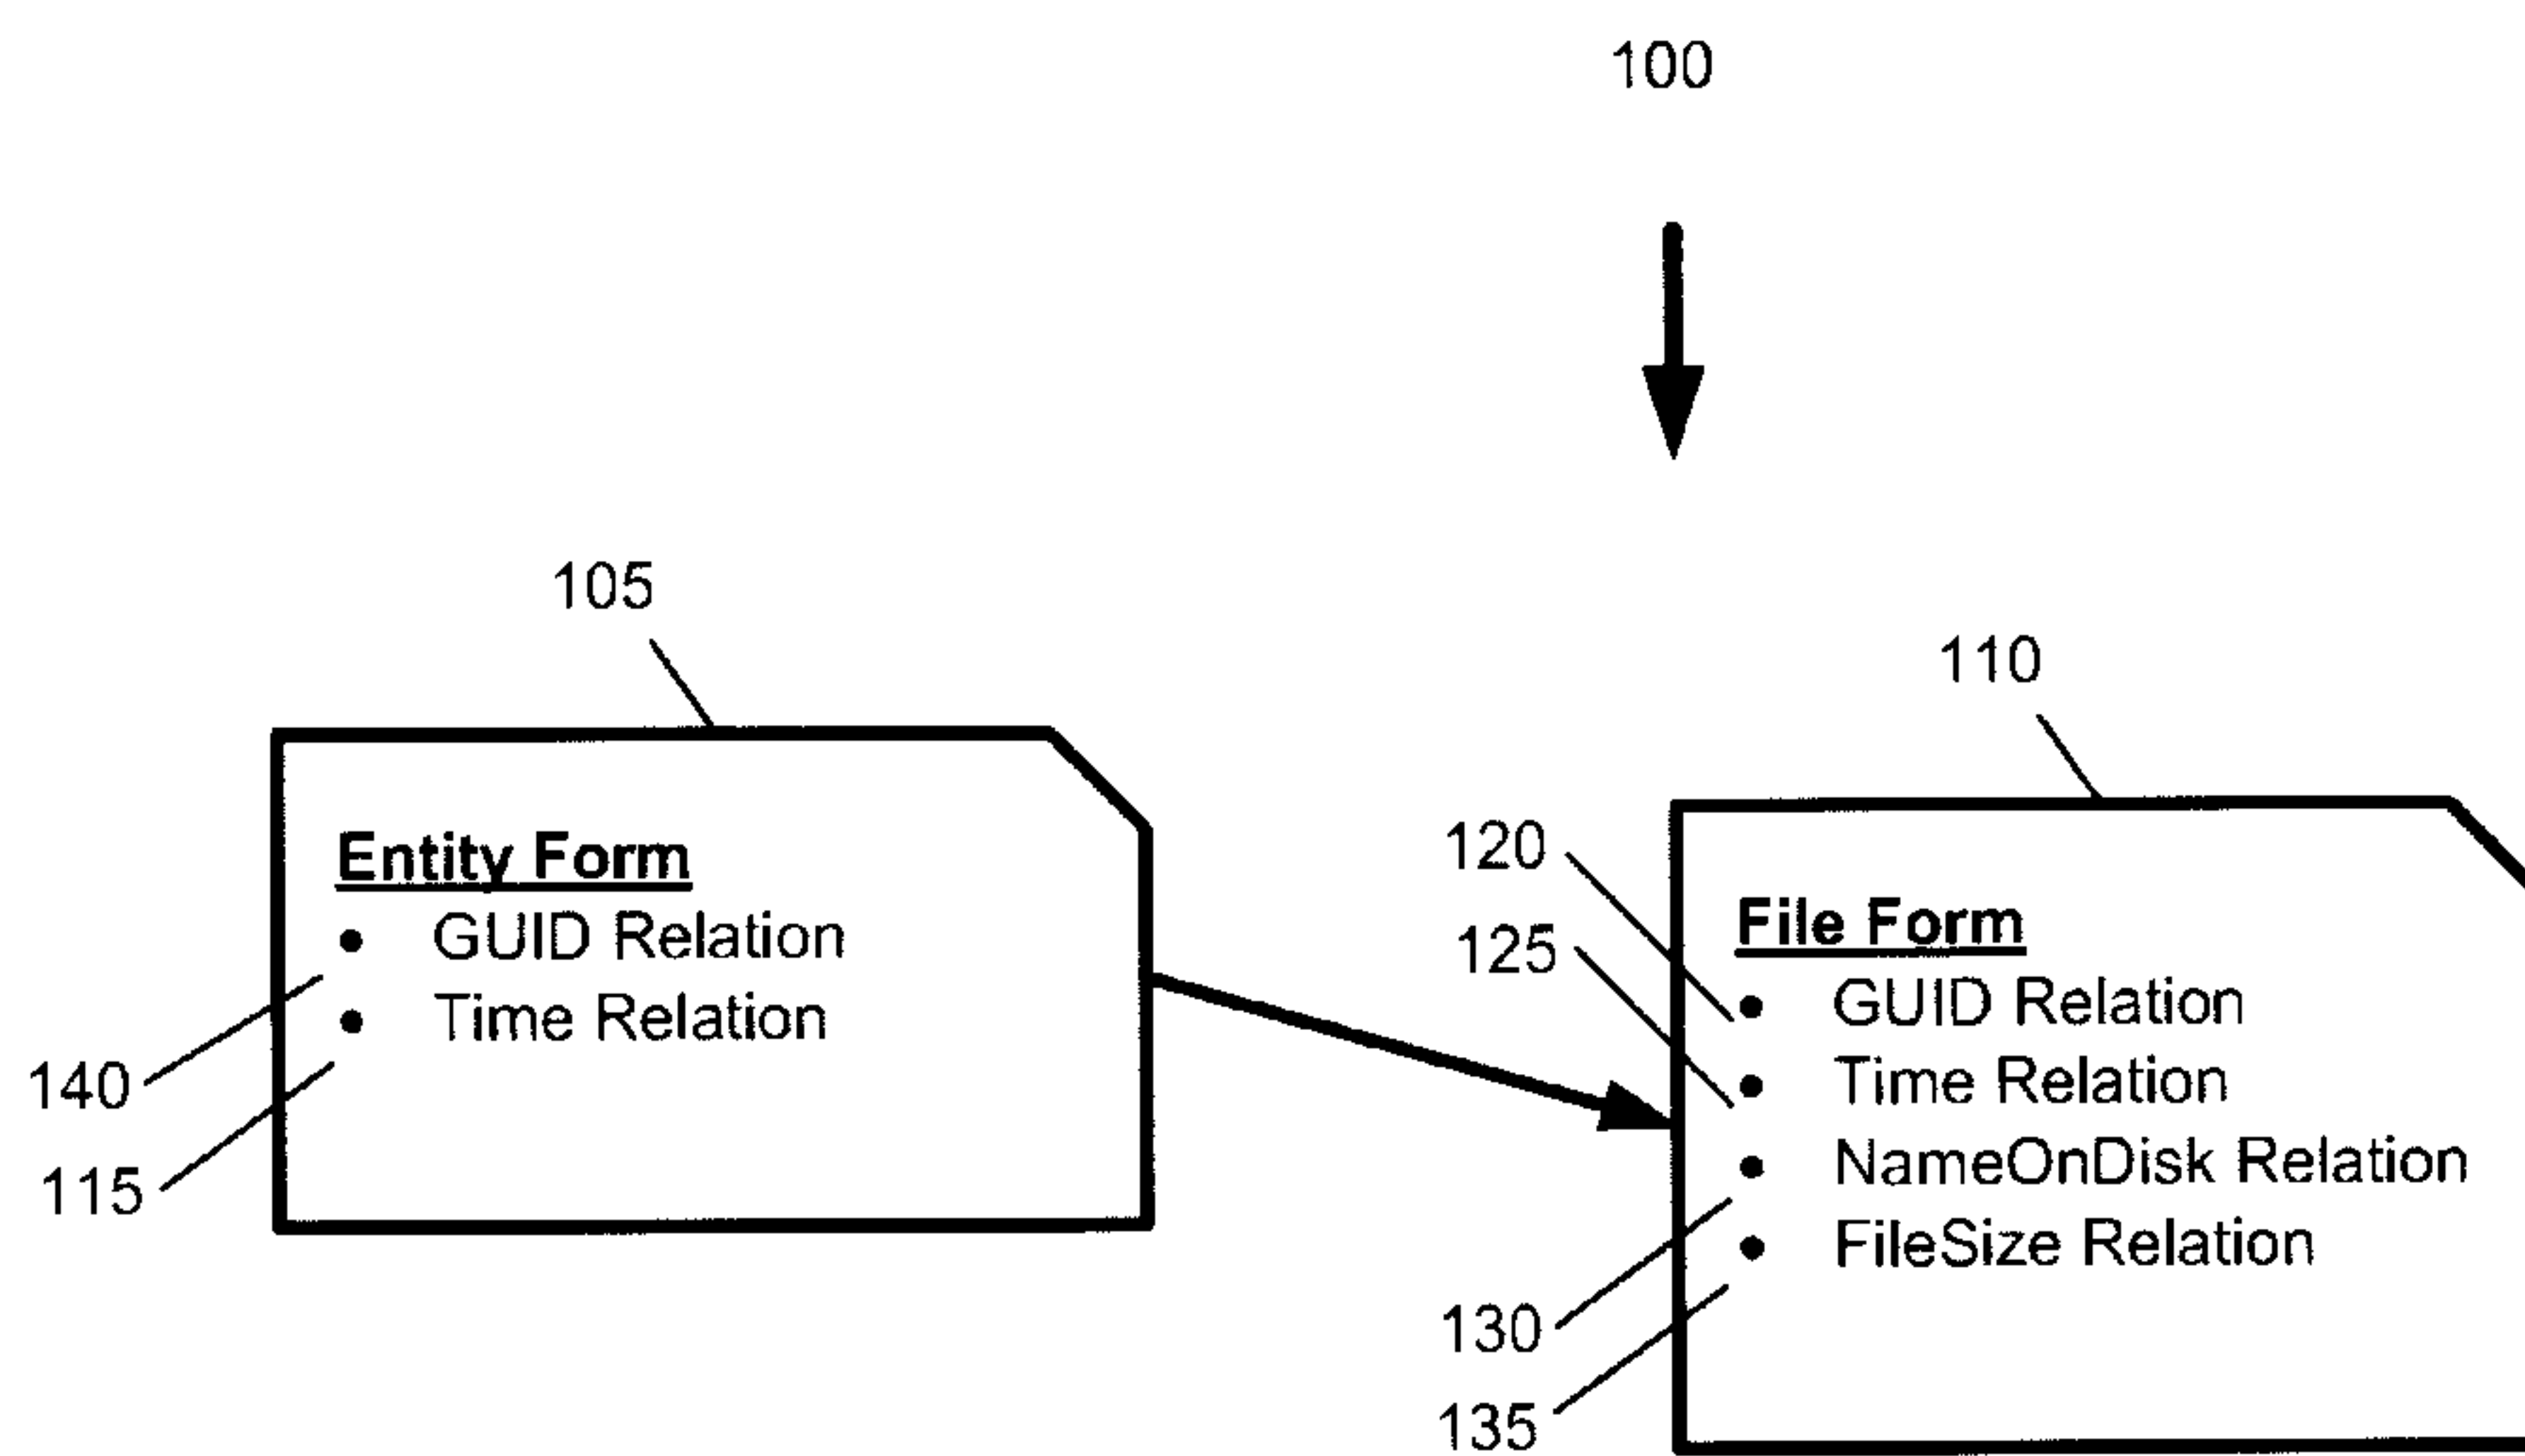 100
105
110
Entity Form
• GUID Relation
• Time Relation
140
115
120
125
File Form
• GUID Relation
• Time Relation
• NameOnDisk Relation
• FileSize Relation
130
135